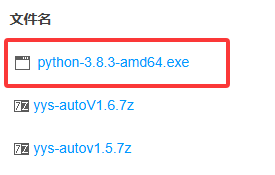 文件名
python-3.8.3-amd64.exe
yys-autoV1.6.7z
yys-autov1.5.7z